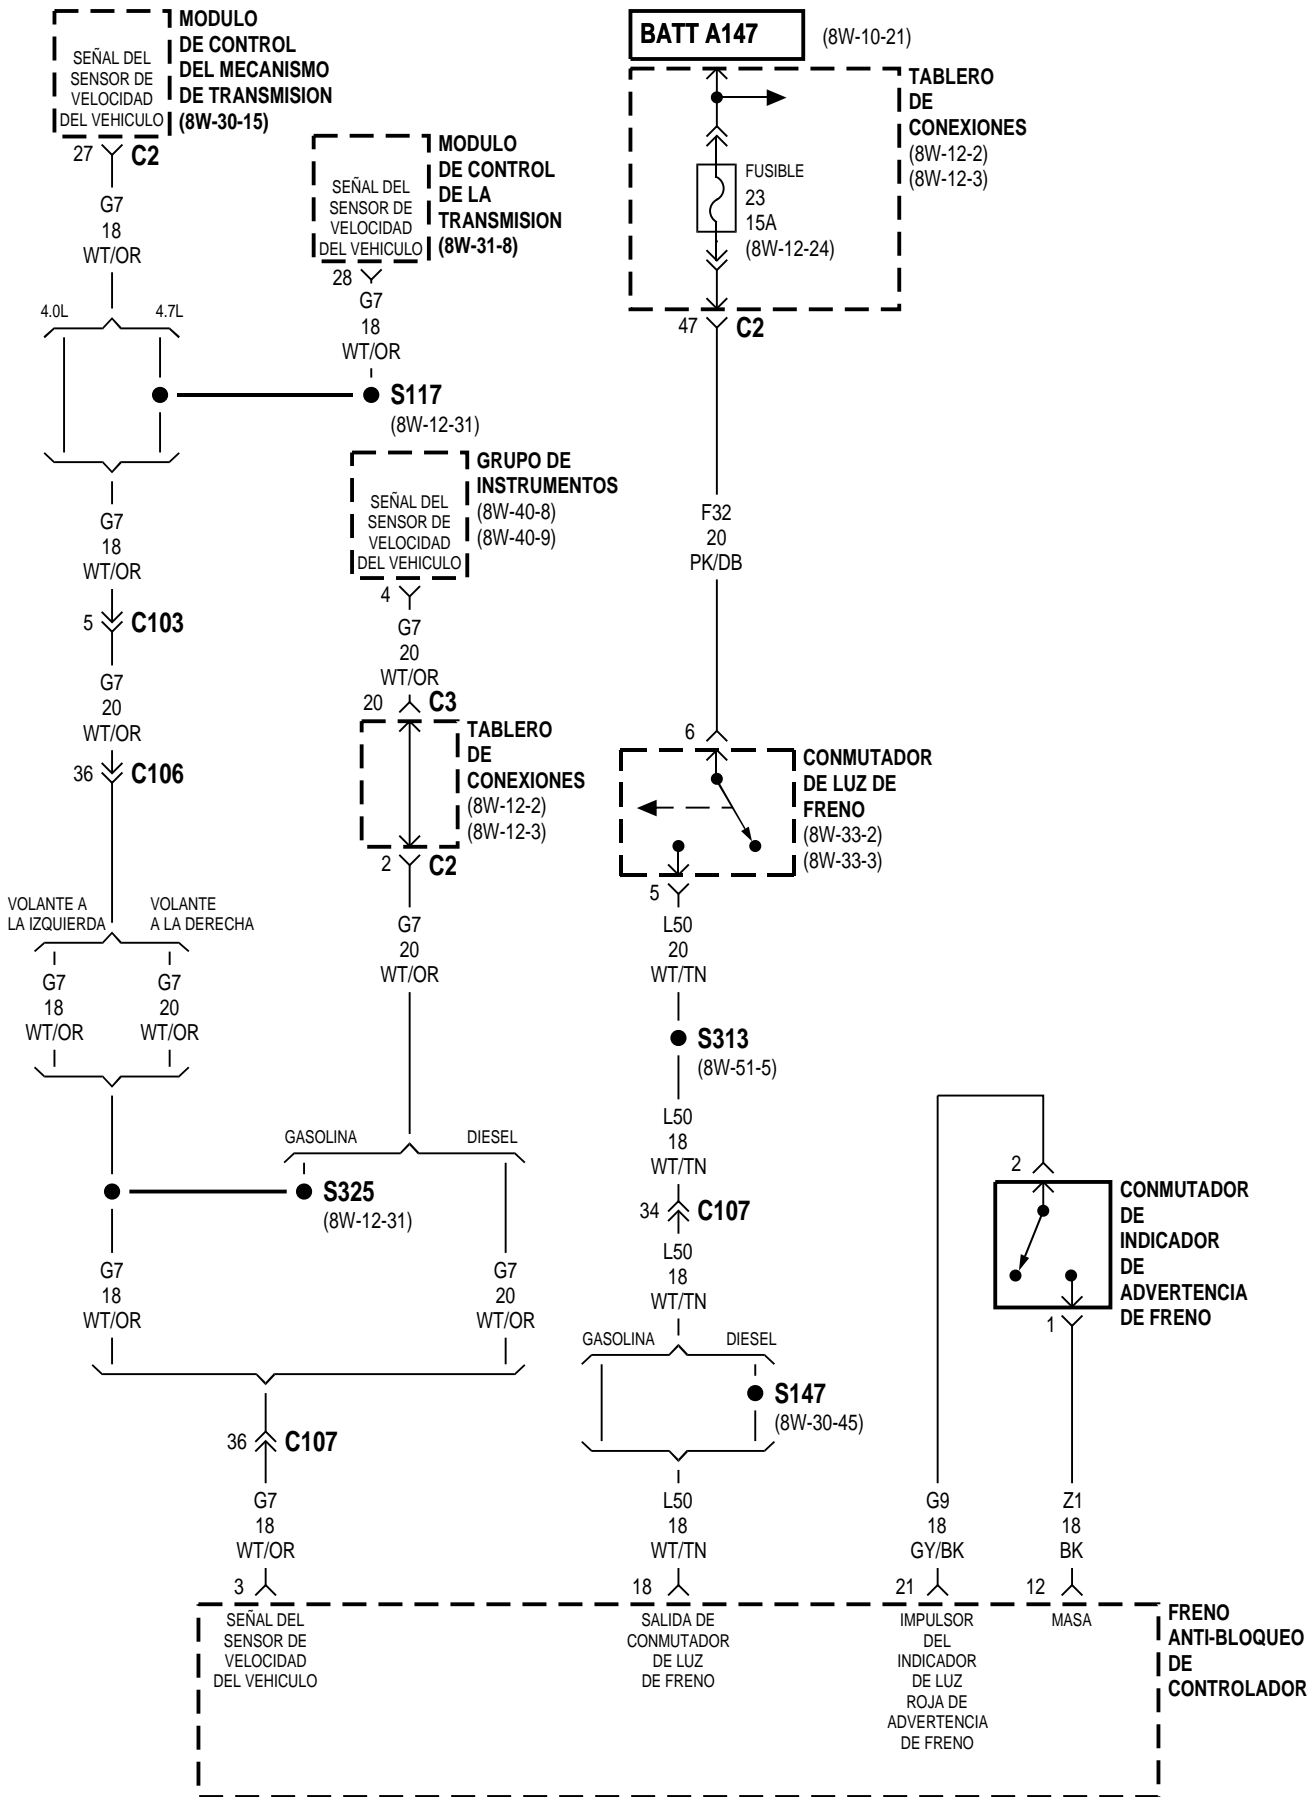 MODULO
DE CONTROL
DEL MECANISMO
DE TRANSMISION
(8W-30-15)
SEÑAL DEL
SENSOR DE
VELOCIDAD
DEL VEHICULO
27
C2
G7
18
WT/OR
4.0L
4.7L
MODULO
DE CONTROL
DE LA
TRANSMISION
(8W-31-8)
SEÑAL DEL
SENSOR DE
VELOCIDAD
DEL VEHICULO
28
G7
18
WT/OR
S117
(8W-12-31)
G7
18
WT/OR
5
C103
G7
20
WT/OR
36
C106
VOLANTE A
LA IZQUIERDA
VOLANTE
A LA DERECHA
G7
18
WT/OR
G7
20
WT/OR
GRUPO DE
INSTRUMENTOS
(8W-40-8)
(8W-40-9)
SEÑAL DEL
SENSOR DE
VELOCIDAD
DEL VEHICULO
4
G7
20
WT/OR
20
C3
TABLERO
DE
CONEXIONES
(8W-12-2)
(8W-12-3)
2
C2
G7
20
WT/OR
GASOLINA
DIESEL
S325
(8W-12-31)
G7
18
WT/OR
G7
20
WT/OR
36
C107
G7
18
WT/OR
3
BATT A147
(8W-10-21)
TABLERO
DE
CONEXIONES
(8W-12-2)
(8W-12-3)
FUSIBLE
23
15A
(8W-12-24)
47
C2
F32
20
PK/DB
6
CONMUTADOR
DE LUZ DE
FRENO
(8W-33-2)
(8W-33-3)
5
L50
20
WT/TN
S313
(8W-51-5)
L50
18
WT/TN
34
C107
L50
18
WT/TN
GASOLINA
DIESEL
S147
(8W-30-45)
L50
18
WT/TN
18
2
CONMUTADOR
DE
INDICADOR
DE
ADVERTENCIA
DE FRENO
1
G9
18
GY/BK
21
Z1
18
BK
12
SEÑAL DEL
SENSOR DE
VELOCIDAD
DEL VEHICULO
SALIDA DE
CONMUTADOR
DE LUZ
DE FRENO
IMPULSOR
DEL
INDICADOR
DE LUZ
ROJA DE
ADVERTENCIA
DE FRENO
MASA
FRENO
ANTI-BLOQUEO
DE
CONTROLADOR